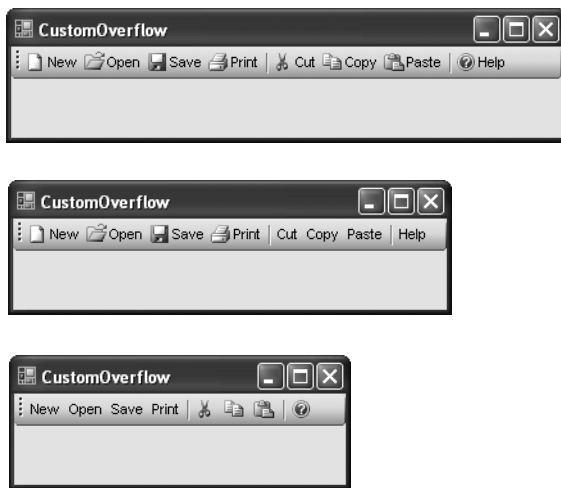 CustomOverflow
New Open Save Print Cut Copy Paste Help
CustomOverflow
New Open Save Print Cut Copy Paste Help
CustomOverflow
New Open Save Print